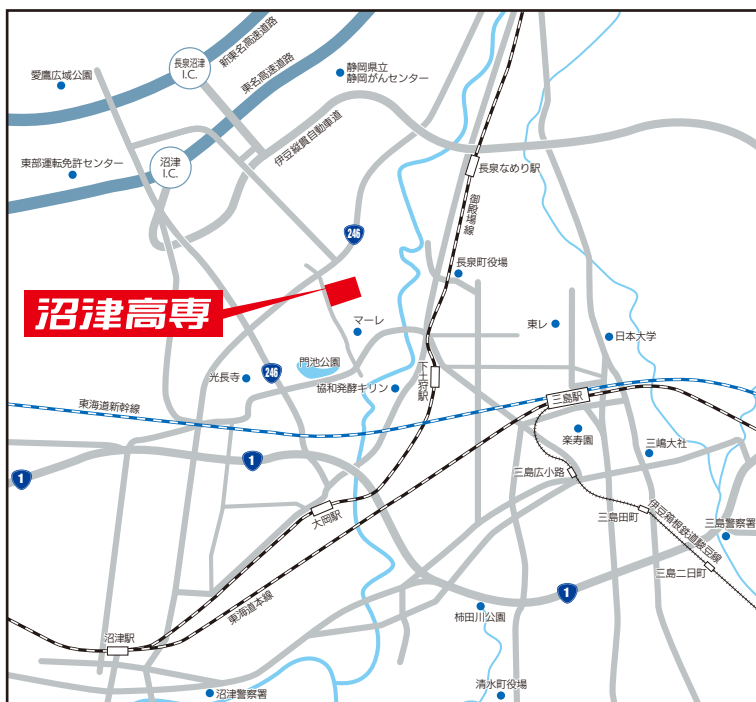 新東名高速道路
長泉沼津
I.C.
東名高速道路
静岡県立
静岡がんセンター
愛鷹広域公園
伊豆縦貫自動車道
東部運転免許センター
沼津
I.C.
長泉なめり駅
御殿場線
246
長泉町役場
沼津高専
マーレ
東レ
日本大学
門池公園
下土狩駅
光長寺
246
協和発酵キリン
三島駅
東海道新幹線
楽寿園
三嶋大社
1
1
三島広小路
大岡駅
三島田町
伊豆箱根鉄道駿豆線
三島警察署
三島二日町
1
東海道本線
柿田川公園
沼津駅
清水町役場
沼津警察署